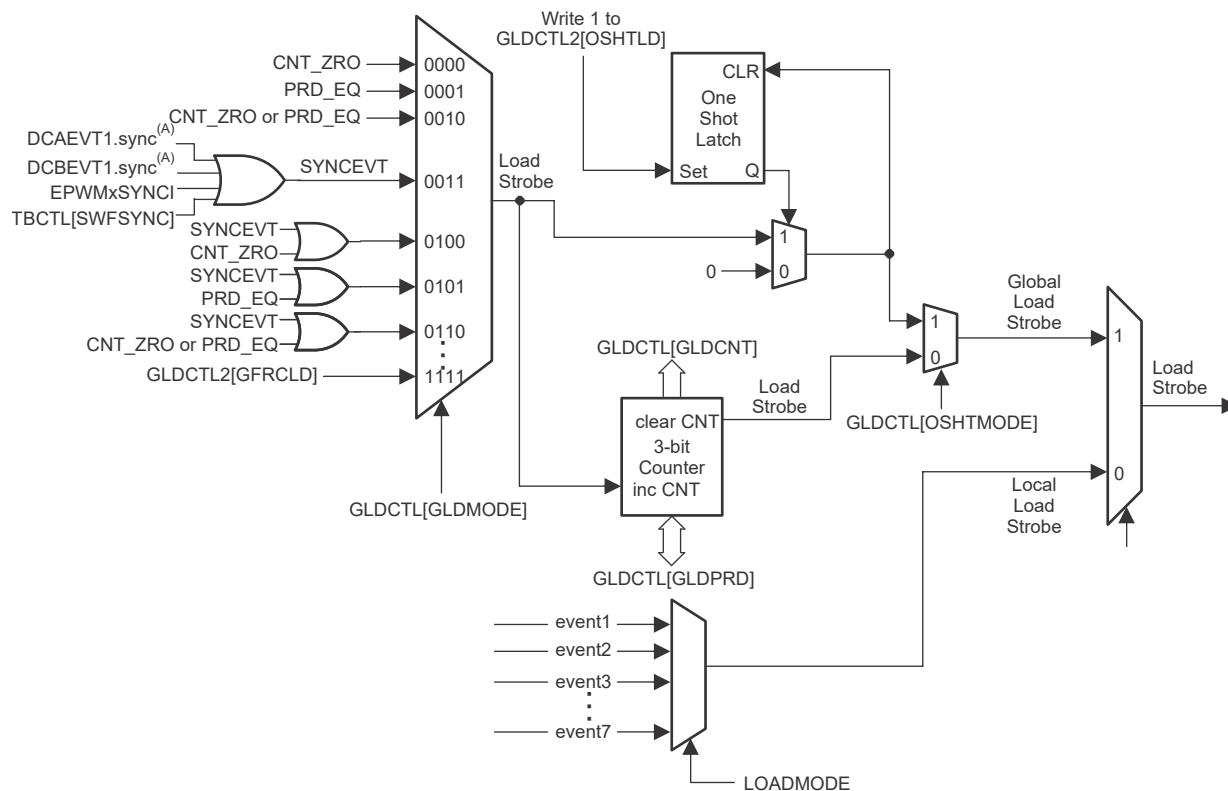 Write 1 to
GLDCTL2[OSHTLD]
CNT_ZRO
0000
PRD_EQ
0001
CNT_ZRO or PRD_EQ
0010
DCAEVT1.sync(A)
DCBEVT1.sync(A)
EPWMxSYNCI
TBCTL[SWFSYNC]
SYNCEVT
0011
SYNCEVT
CNT_ZRO
0100
SYNCEVT
PRD_EQ
0101
SYNCEVT
CNT_ZRO or PRD_EQ
0110
GLDCTL2[GFRCLD]
1111
GLDCTL[GLDMODE]
Load
Strobe
CLR
One
Shot
Latch
Set
Q
1
0
0
GLDCTL[GLDCNT]
clear CNT
3-bit
Counter
inc CNT
GLDCTL[GLDPRD]
Load
Strobe
1
0
GLDCTL[OSHTMODE]
Global
Load
Strobe
Local
Load
Strobe
1
0
Load
Strobe
event1
event2
event3
event7
LOADMODE